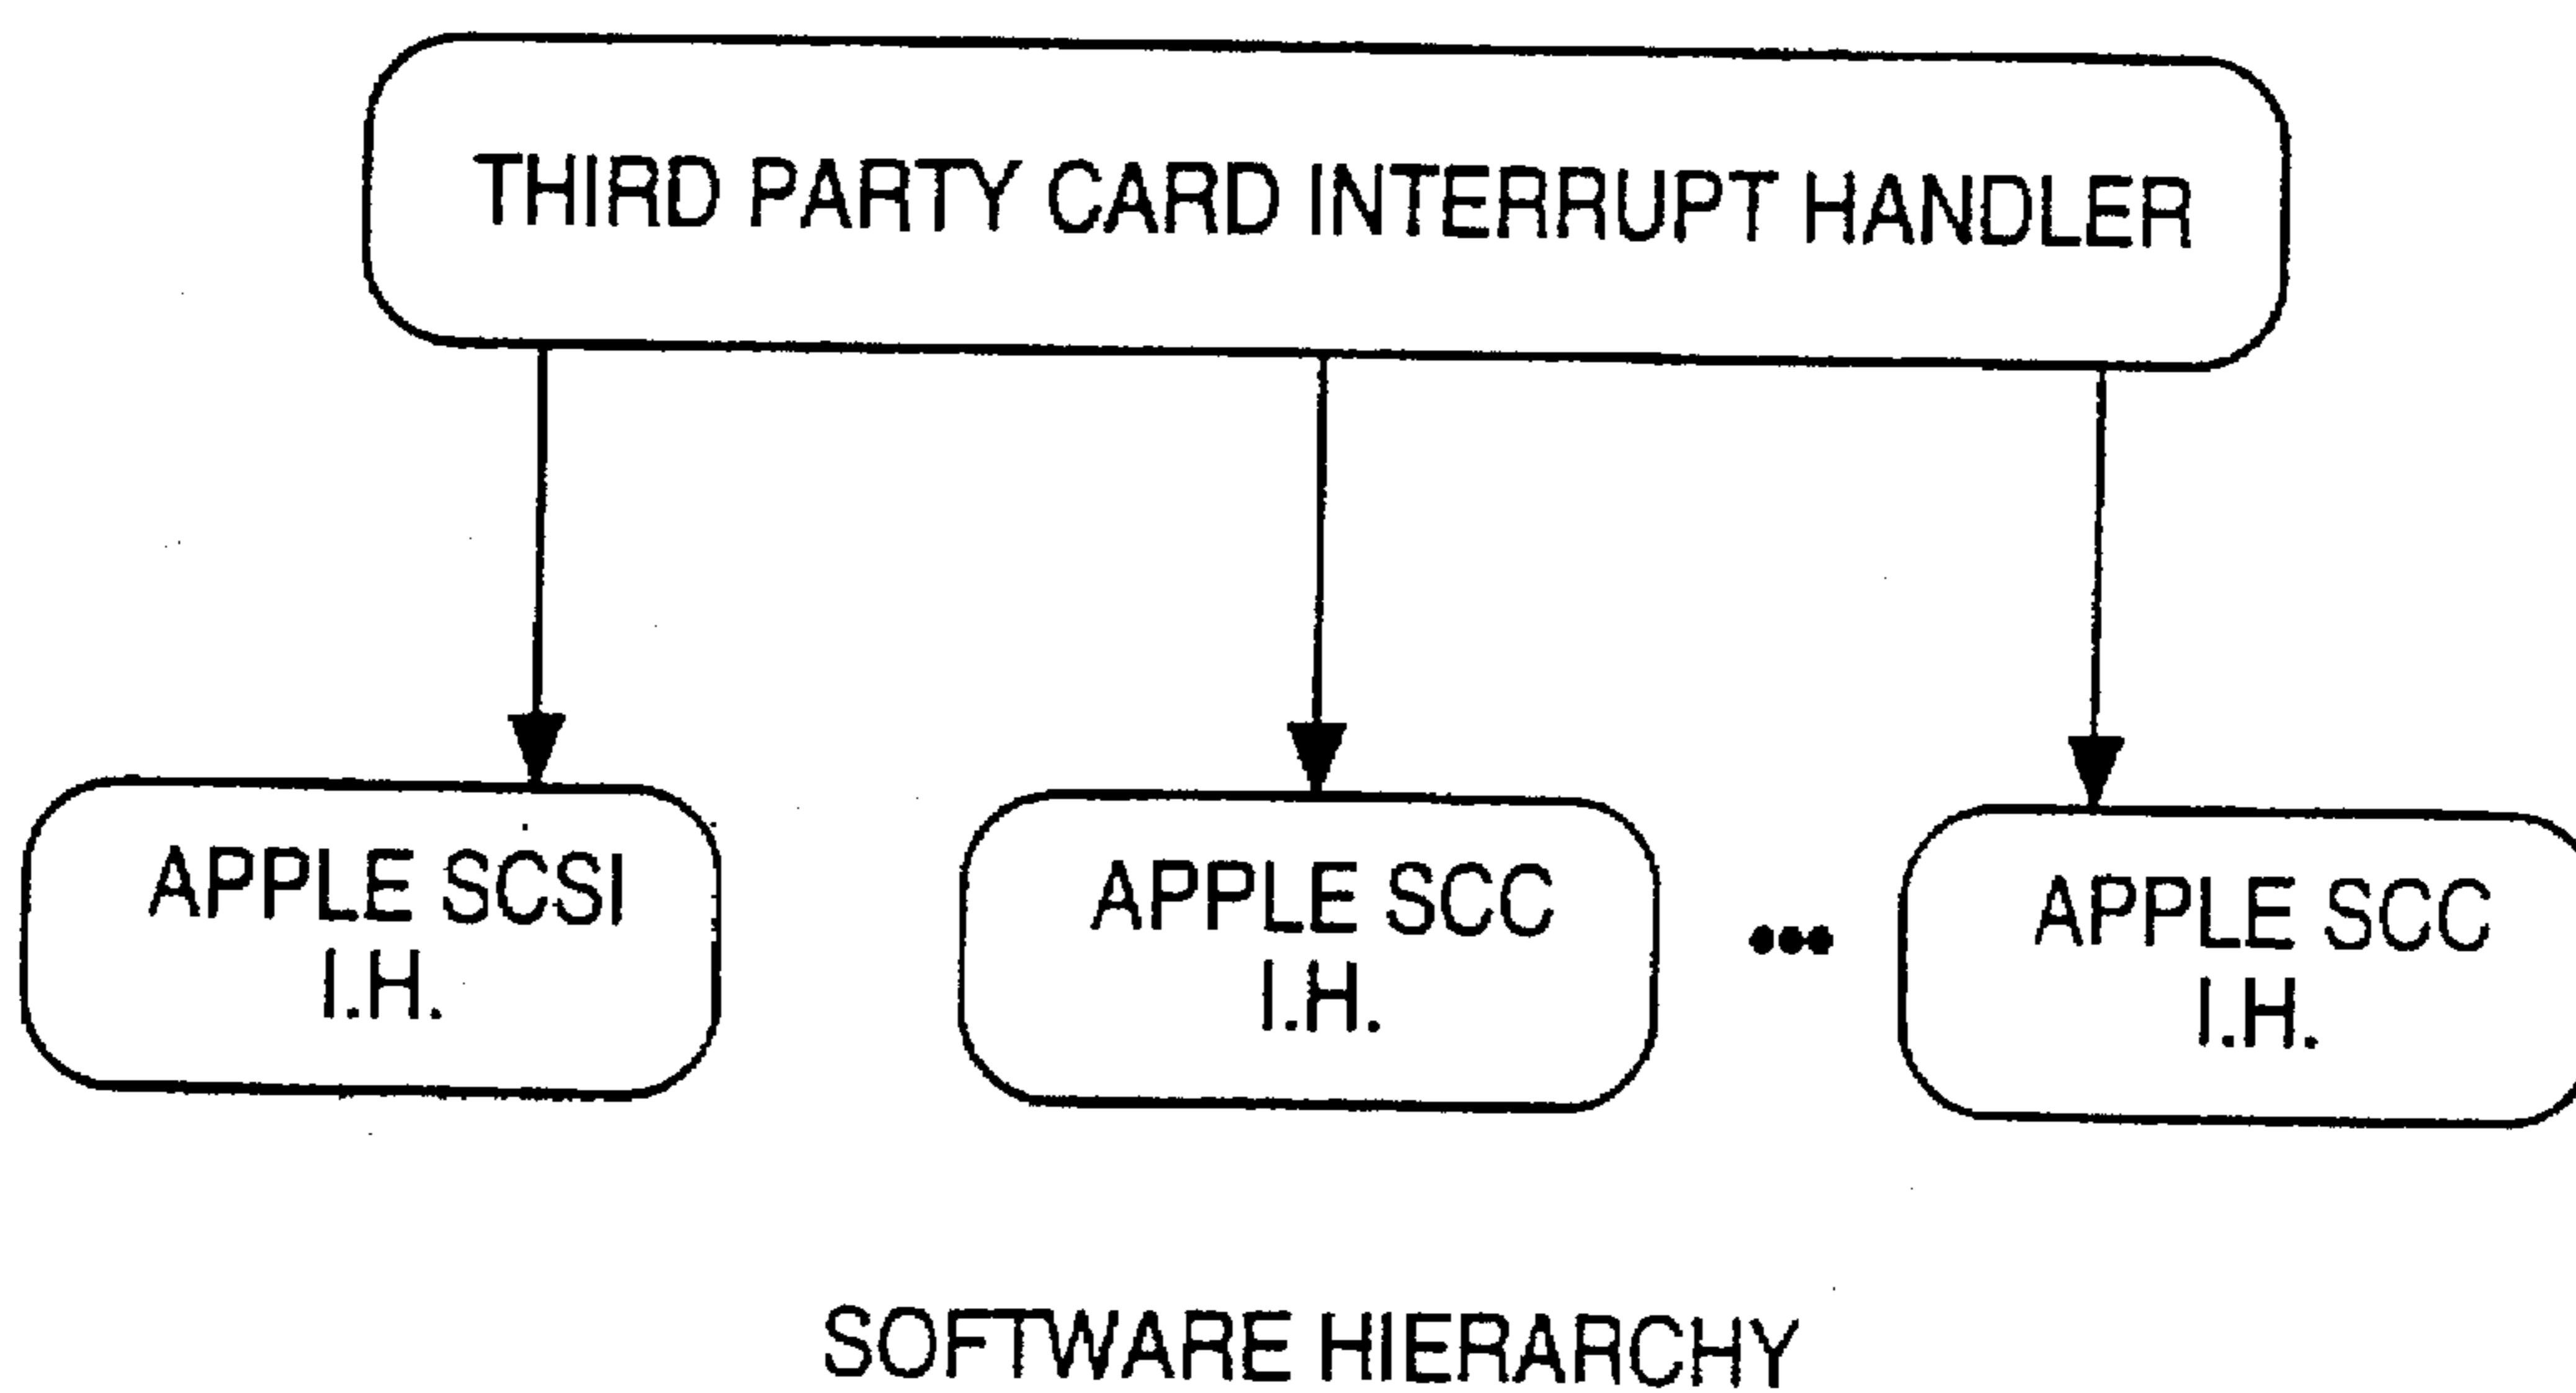 THIRD PARTY CARD INTERRUPT HANDLER
APPLE SCSI
I.H.
APPLE SCC
I.H.
•••
APPLE SCC
I.H.
SOFTWARE HIERARCHY